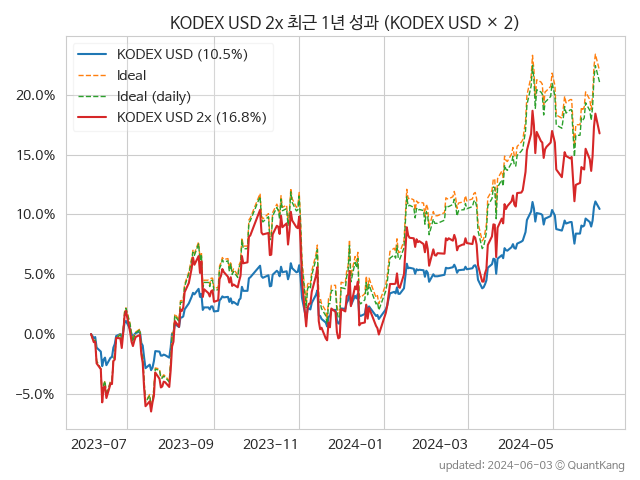 KODEX USD 2x 최근 1년 성과 (KODEX USD × 2)
KODEX USD (10.5%)
Ideal
Ideal (daily)
KODEX USD 2x (16.8%)
20.0%
15.0%
10.0%
5.0%
0.0%
−5.0%
2023-07 2023-09 2023-11 2024-01 2024-03 2024-05
updated: 2024-06-03 ⓒ QuantKang